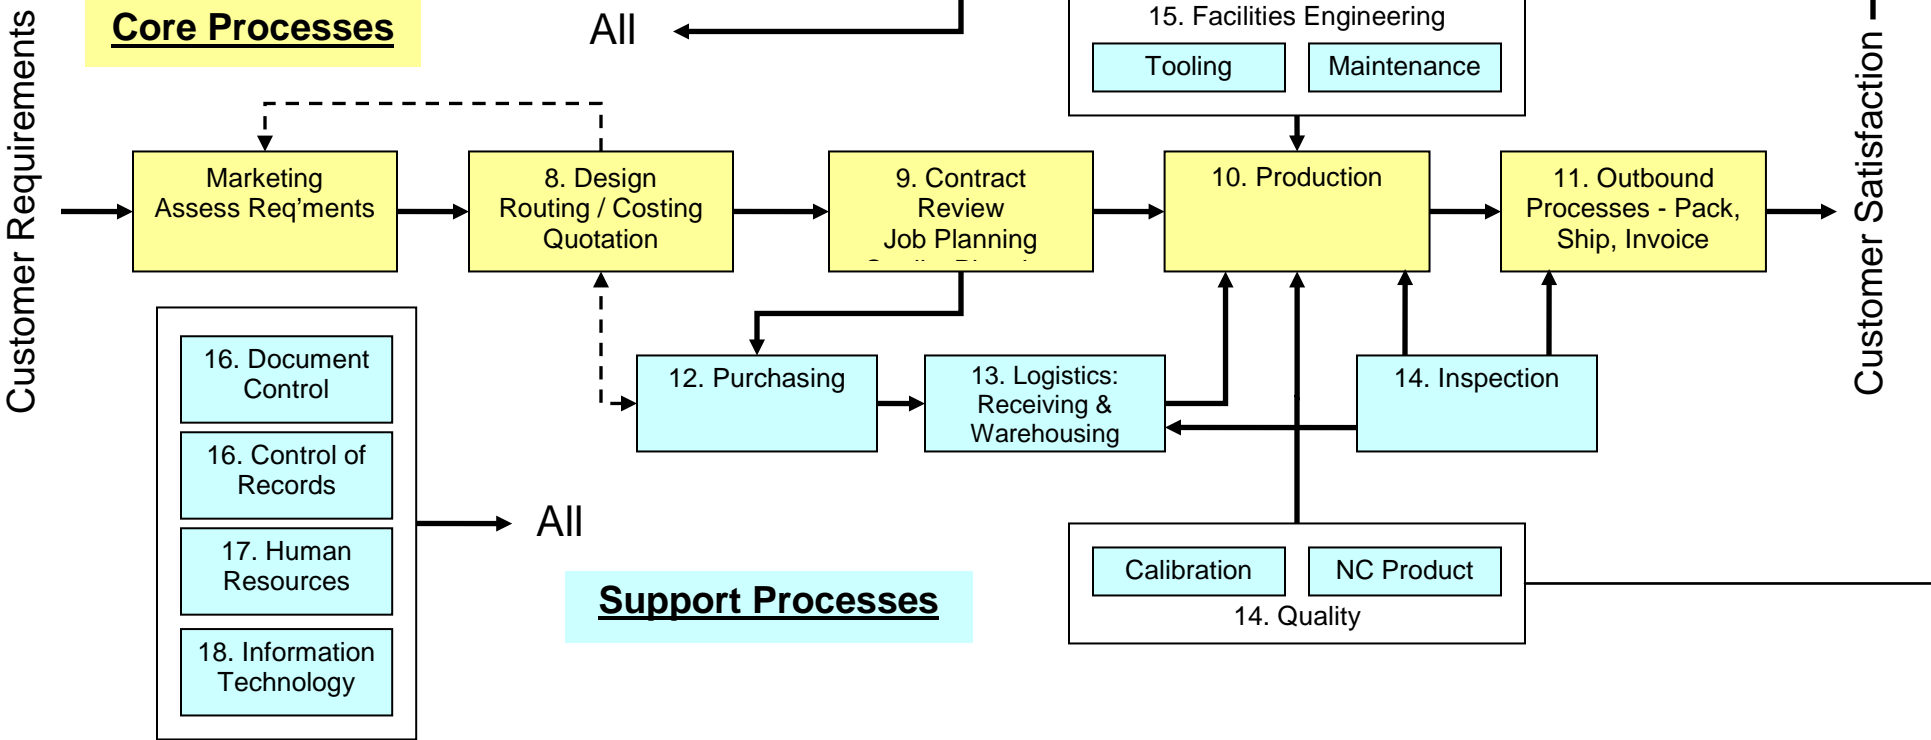 Customer Requirements
Core Processes
All
15. Facilities Engineering
Tooling
Maintenance
Customer Satisfaction
Marketing
Assess Req’ments
8. Design
Routing / Costing
Quotation
9. Contract
Review
Job Planning
10. Production
11. Outbound
Processes - Pack,
Ship, Invoice
16. Document
Control
16. Control of
Records
17. Human
Resources
18. Information
Technology
All
12. Purchasing
13. Logistics:
Receiving &
Warehousing
14. Inspection
Support Processes
Calibration
NC Product
14. Quality